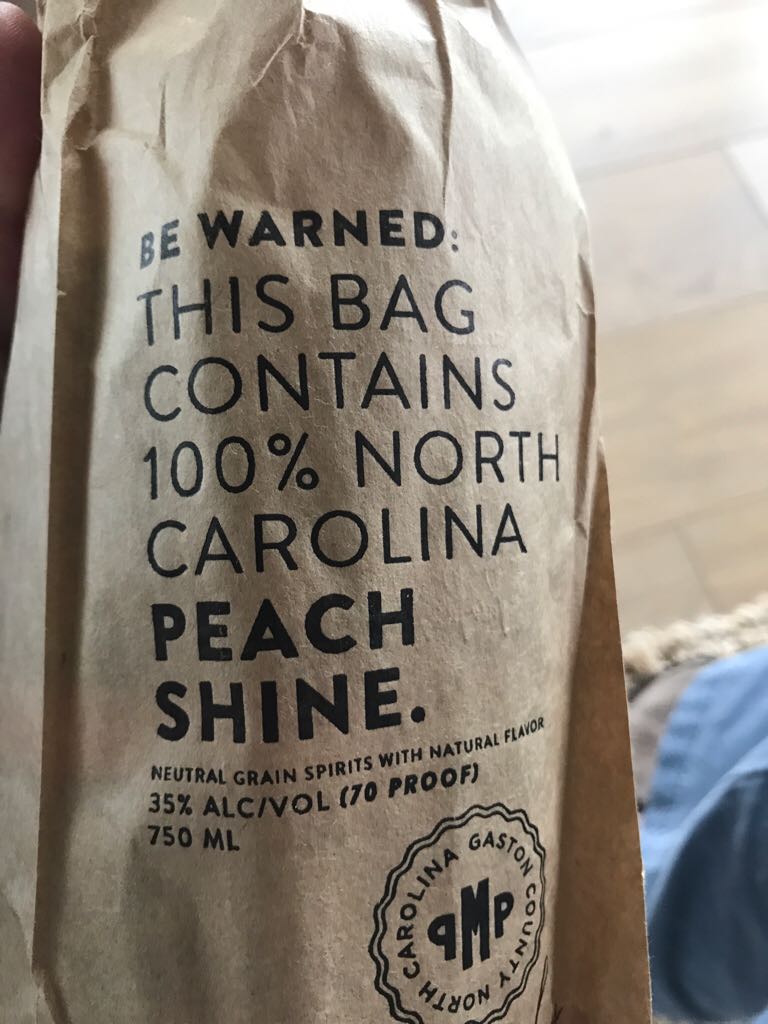 BE WARNED:
THIS BAG
CONTAINS
100% NORTH
CAROLINA
PEACH
SHINE.
NEUTRAL GRAIN SPIRITS WITH NATURAL FLAVOR
35% ALC/VOL (70 PROOF)
750 ML
GASTON COUNTY NORTH CAROLINA
PMP